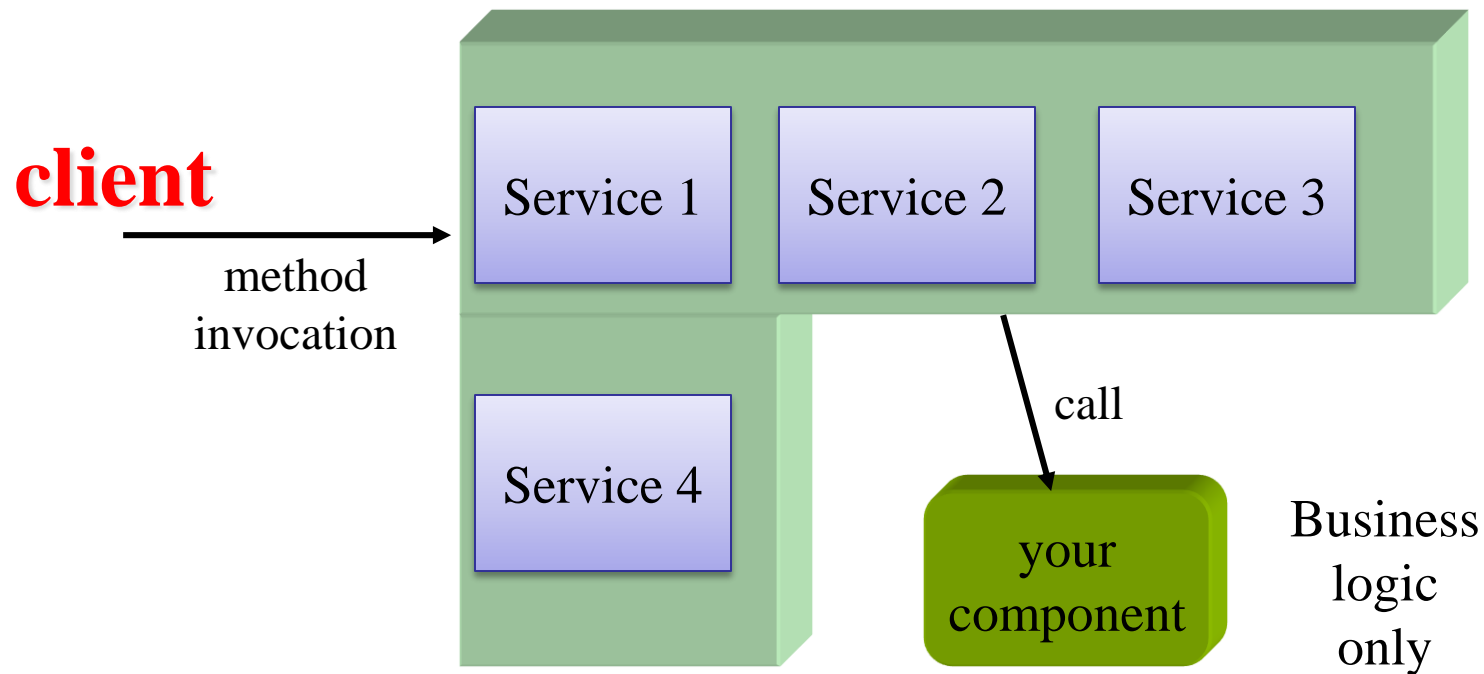 client
method
invocation
Service 1
Service 2
Service 3
Service 4
call
your
component
Business
logic
only